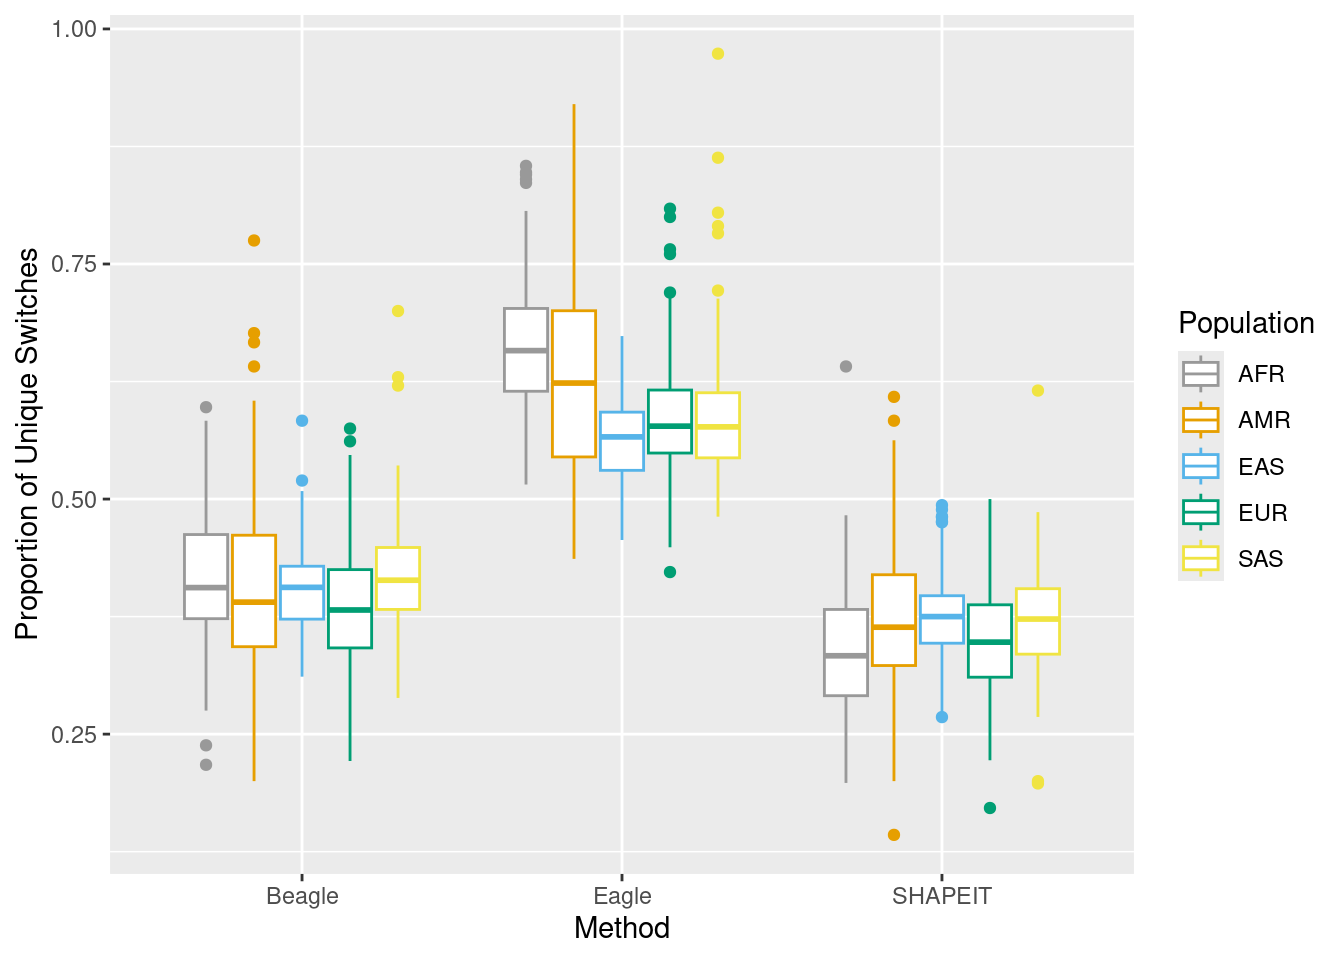 Proportion of Unique Switches
1.00
0.75
0.50
0.25
Beagle
Eagle
SHAPEIT
Method
Population
AFR
AMR
EAS
EUR
SAS